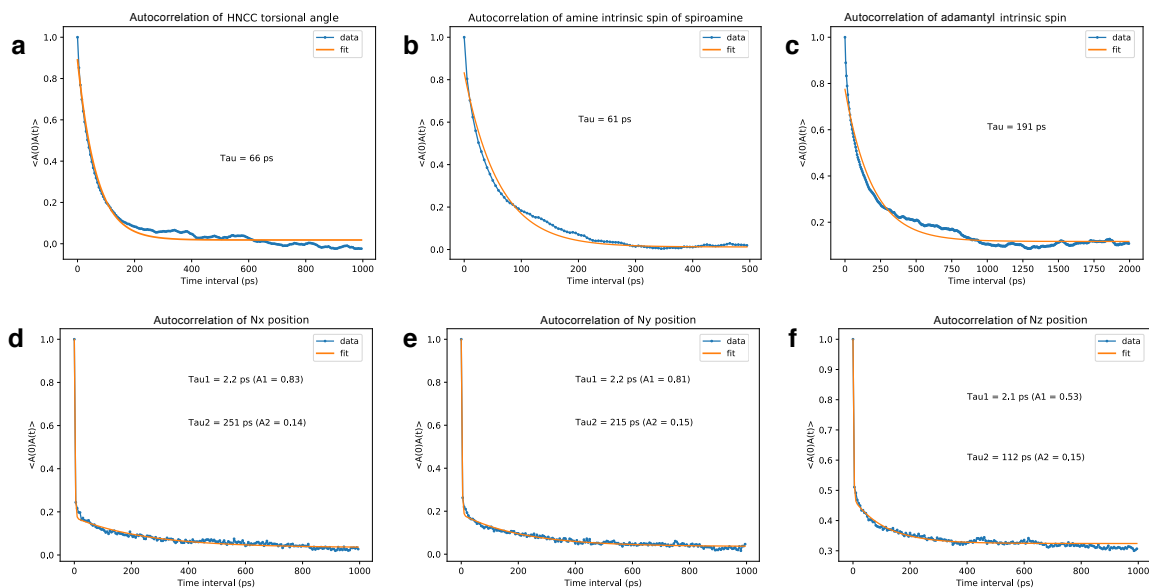 a
Autocorrelation of HNCC torsional angle
1.0
0.8
0.6
0.4
0.2
0,0
<A(0)A(t)>
data
fit
Tau = 66 ps
0
200
400
600
800
1000
Time interval (ps)
b
Autocorrelation of amine intrinsic spin of spiroamine
1.0
0.8
0.6
0.4
0.2
0.0
<A(0)A(t)>
data
fit
Tau = 61 ps
0
100
200
300
400
500
Time interval (ps)
c
Autocorrelation of adamantyl intrinsic spin
1.0
0.8
0.6
0.4
0.2
<A(0)A(t)>
data
fit
Tau = 191 ps
0
250
500
750
1000
1250
1500
1750
2000
Time interval (ps)
d
Autocorrelation of Nx position
1.0
0.8
0.6
0.4
0.2
0.0
<A(0)A(t)>
data
fit
Tau1 = 2.2 ps (A1 = 0.83)
Tau2 = 251 ps (A2 = 0.14)
0
200
400
600
800
1000
Time interval (ps)
e
Autocorrelation of Ny position
1.0
0.8
0.6
0.4
0.2
0.0
<A(0)A(t)>
data
fit
Tau1 = 2.2 ps (A1 = 0.81)
Tau2 = 215 ps (A2 = 0.15)
0
200
400
600
800
1000
Time interval (ps)
f
Autocorrelation of Nz position
1.0
0.9
0.8
0.7
0.6
0.5
0.4
0.3
<A(0)A(t)>
data
fit
Tau1 = 2.1 ps (A1 = 0.53)
Tau2 = 112 ps (A2 = 0.15)
0
200
400
600
800
1000
Time interval (ps)